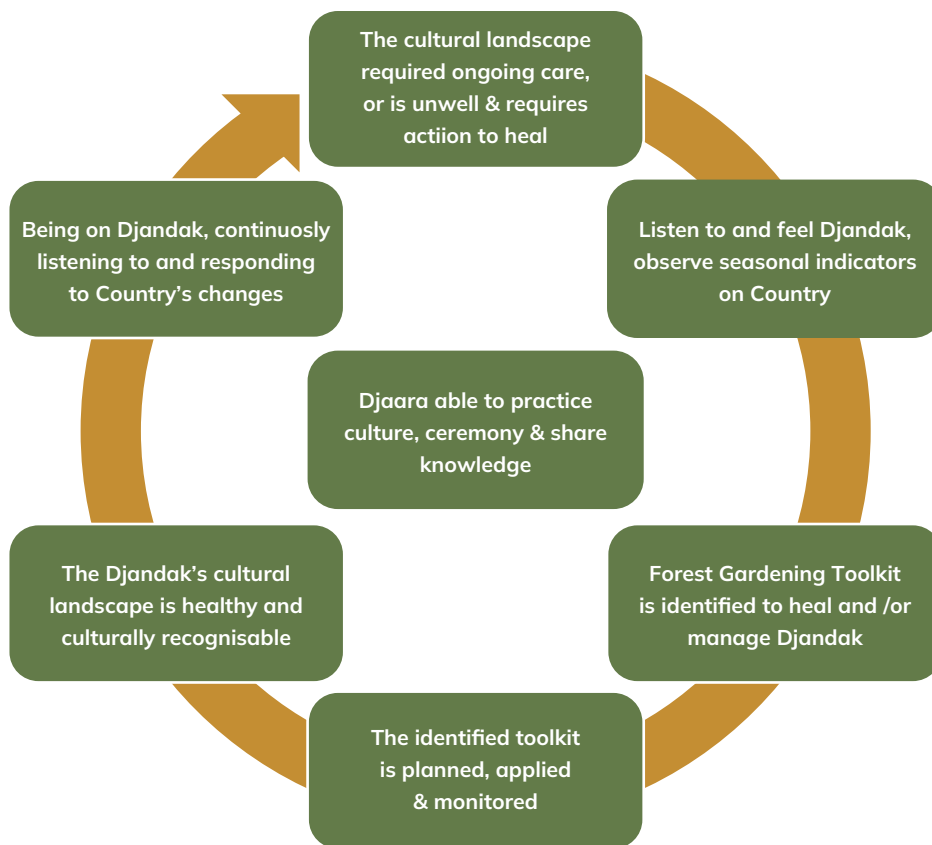 The cultural landscape
required ongoing care,
or is unwell & requires
actiion to heal
Listen to and feel Djandak,
observe seasonal indicators
on Country
Forest Gardening Toolkit
is identified to heal and /or
manage Djandak
The identified toolkit
is planned, applied
& monitored
The Djandak’s cultural
landscape is healthy and
culturally recognisable
Being on Djandak, continuosly
listening to and responding
to Country’s changes
Djaara able to practice
culture, ceremony & share
knowledge